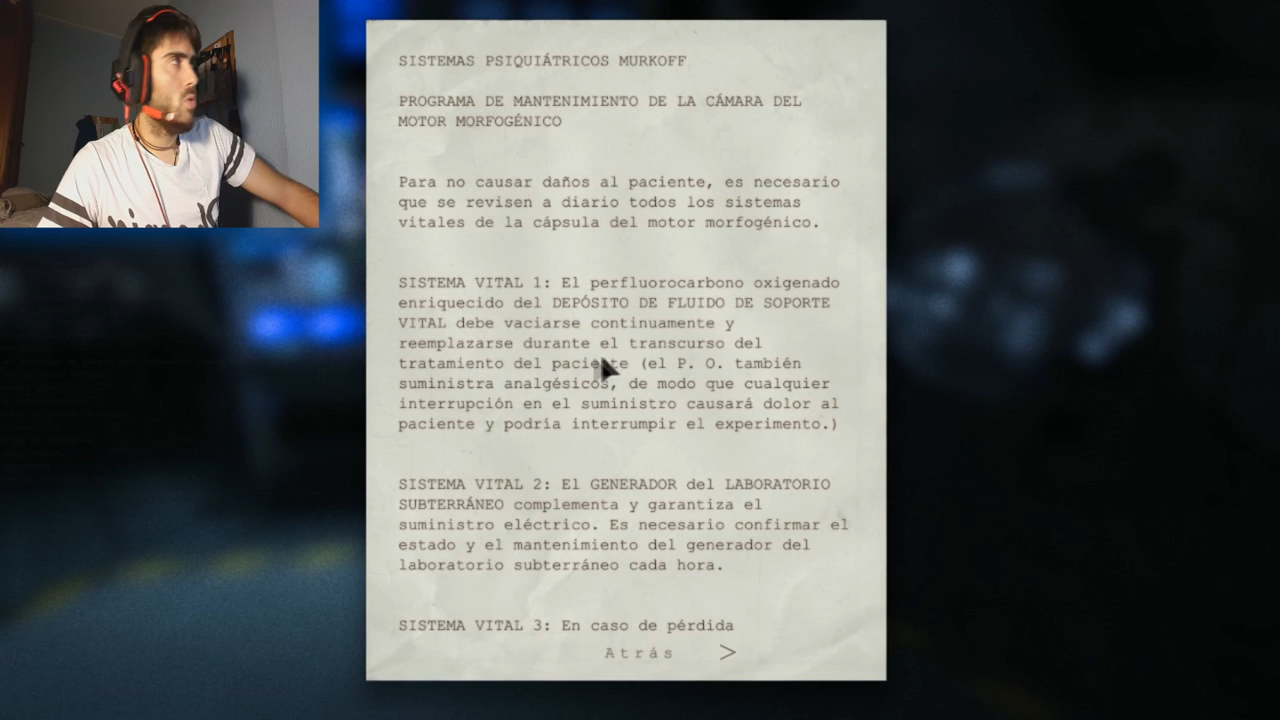 SISTEMAS PSIQUIÁTRICOS MURKOFF
PROGRAMA DE MANTENIMIENTO DE LA CÁMARA DEL
MOTOR MORFOGÉNICO
Para no causar daños al paciente, es necesario
que se revisen a diario todos los sistemas
vitales de la cápsula del motor morfogénico.
SISTEMA VITAL 1: El perfluorocarbono oxigenado
enriquecido del DEPÓSITO DE FLUIDO DE SOPORTE
VITAL debe vaciarse continuamente y
reemplazarse durante el transcurso del
tratamiento del paciente (el P. O. también
suministra analgésicos, de modo que cualquier
interrupción en el suministro causará dolor al
paciente y podría interrumpir el experimento.)
SISTEMA VITAL 2: El GENERADOR del LABORATORIO
SUBTERRÁNEO complementa y garantiza el
suministro eléctrico. Es necesario confirmar el
estado y el mantenimiento del generador del
laboratorio subterráneo cada hora.
SISTEMA VITAL 3: En caso de pérdida
Atrás >